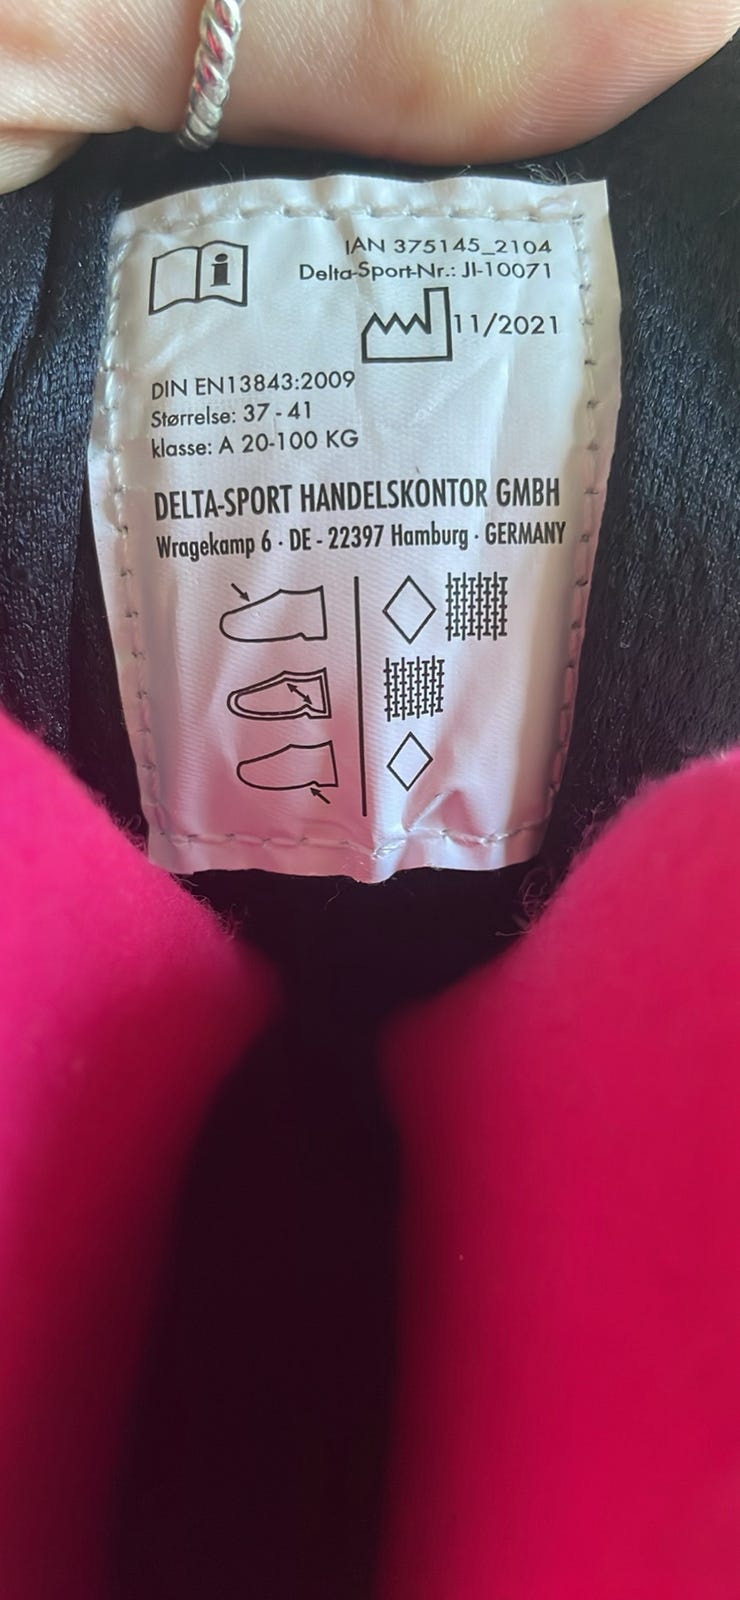 IAN 375145_2104
Delta-Sport-Nr.: JI-10071
11/2021
DIN EN13843:2009
Størrelse: 37 - 41
klasse: A 20-100 KG
DELTA-SPORT HANDELSKONTOR GMBH
Wragekamp 6 · DE - 22397 Hamburg · GERMANY